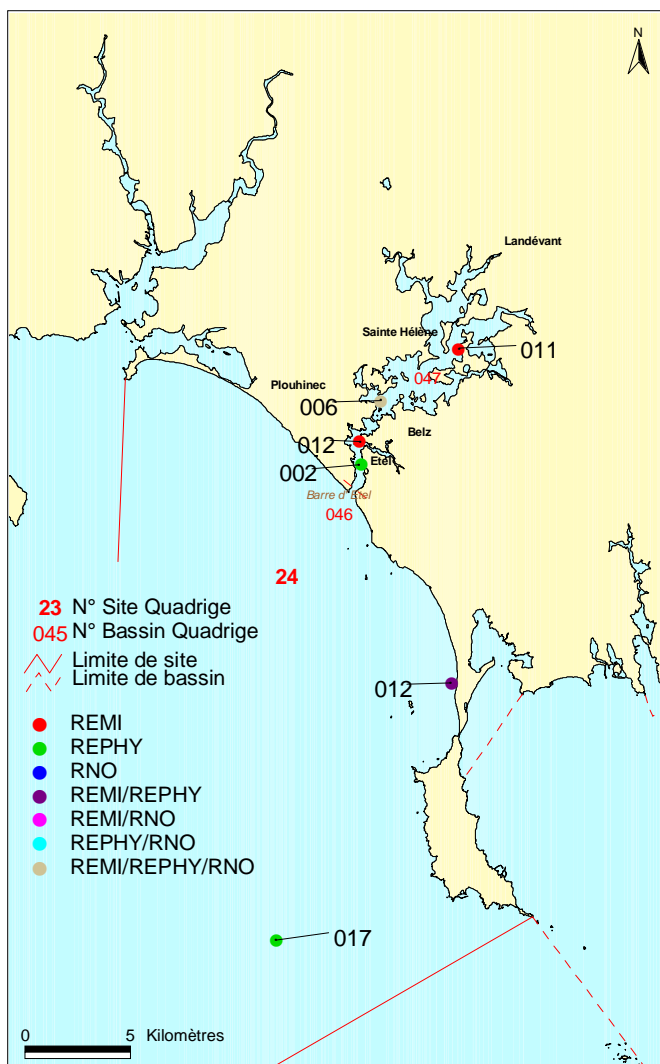 N
Landévant
Sainte Hélène
011
047
Plouhinec
006
Belz
012
Etel
002
Barre d' Etel
046
24
23 N° Site Quadrige
045 N° Bassin Quadrige
Limite de site
Limite de bassin
012
REMI
REPHY
RNO
REMI/REPHY
REMI/RNO
REPHY/RNO
REMI/REPHY/RNO
017
0 5 Kilomètres